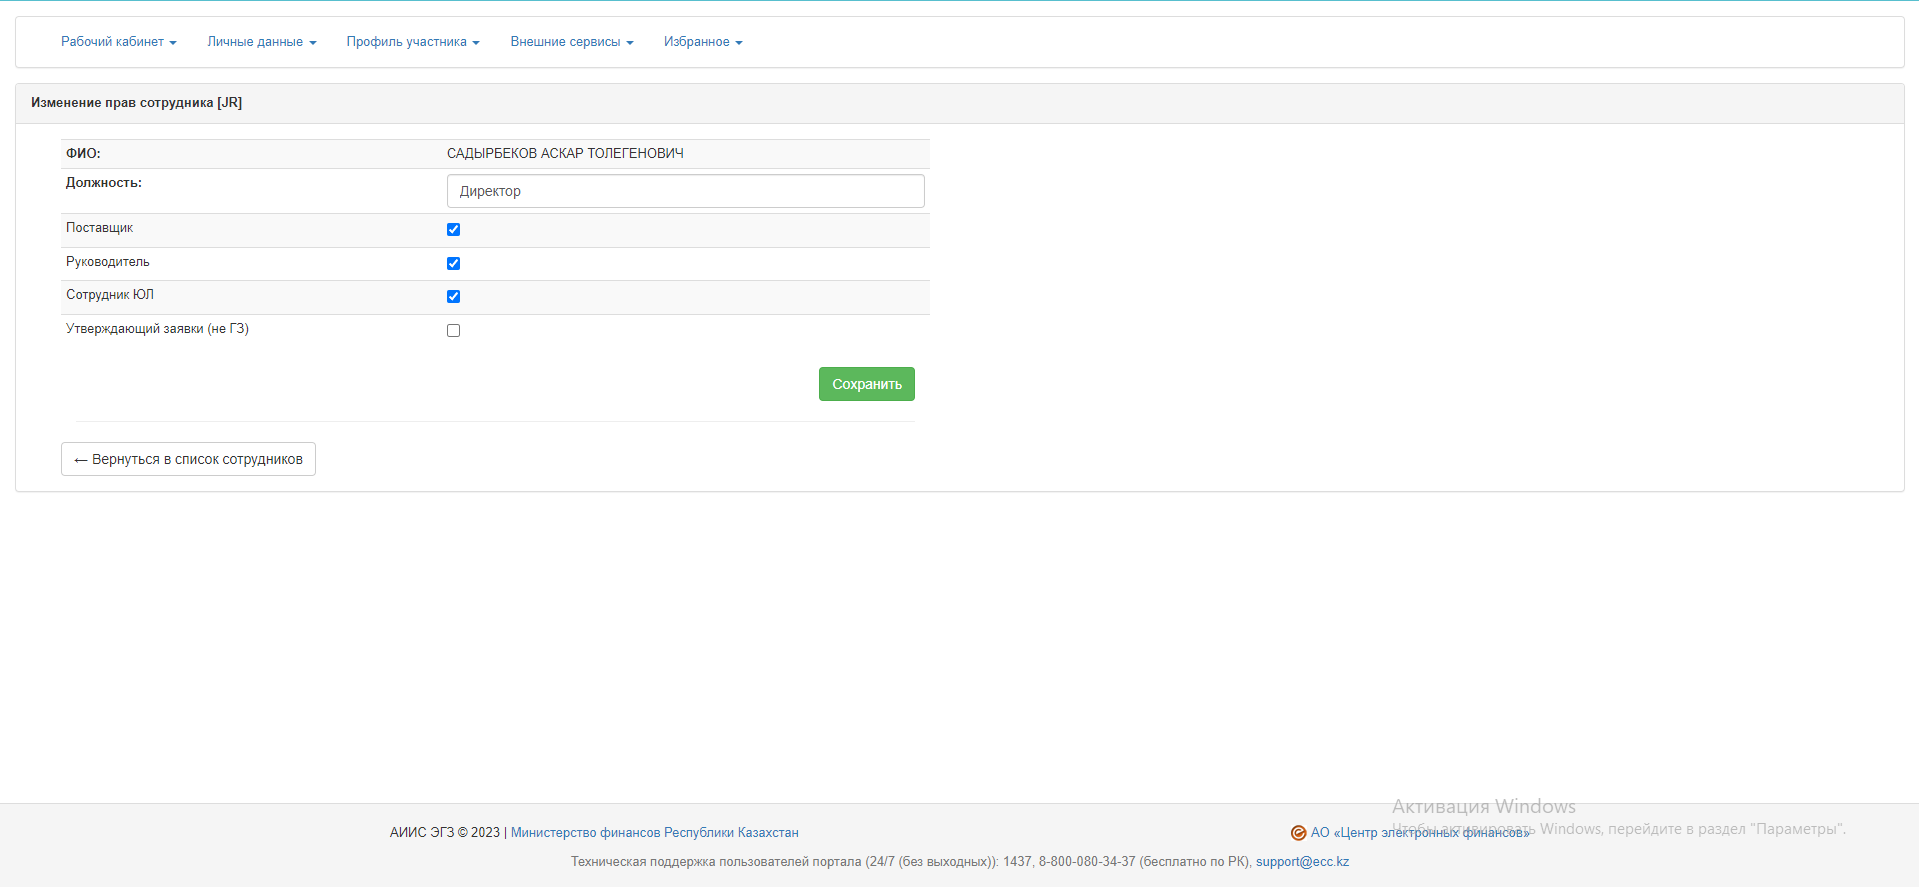 Рабочий кабинет Личные данные Профиль участника Внешние сервисы Избранное
Изменение прав сотрудника [JR]
ФИО: САДЫРБЕКОВ АСКАР ТОЛЕГЕНОВИЧ
Должность: Директор
Поставщик
Руководитель
Сотрудник ЮЛ
Утверждающий заявки (не ГЗ)
Сохранить
← Вернуться в список сотрудников
Активация Windows
Чтобы активировать Windows, перейдите в раздел "Параметры".
АИИС ЭГЗ © 2023 | Министерство финансов Республики Казахстан
АО «Центр электронных финансов»
Техническая поддержка пользователей портала (24/7 (без выходных)): 1437, 8-800-080-34-37 (бесплатно по РК), support@ecc.kz